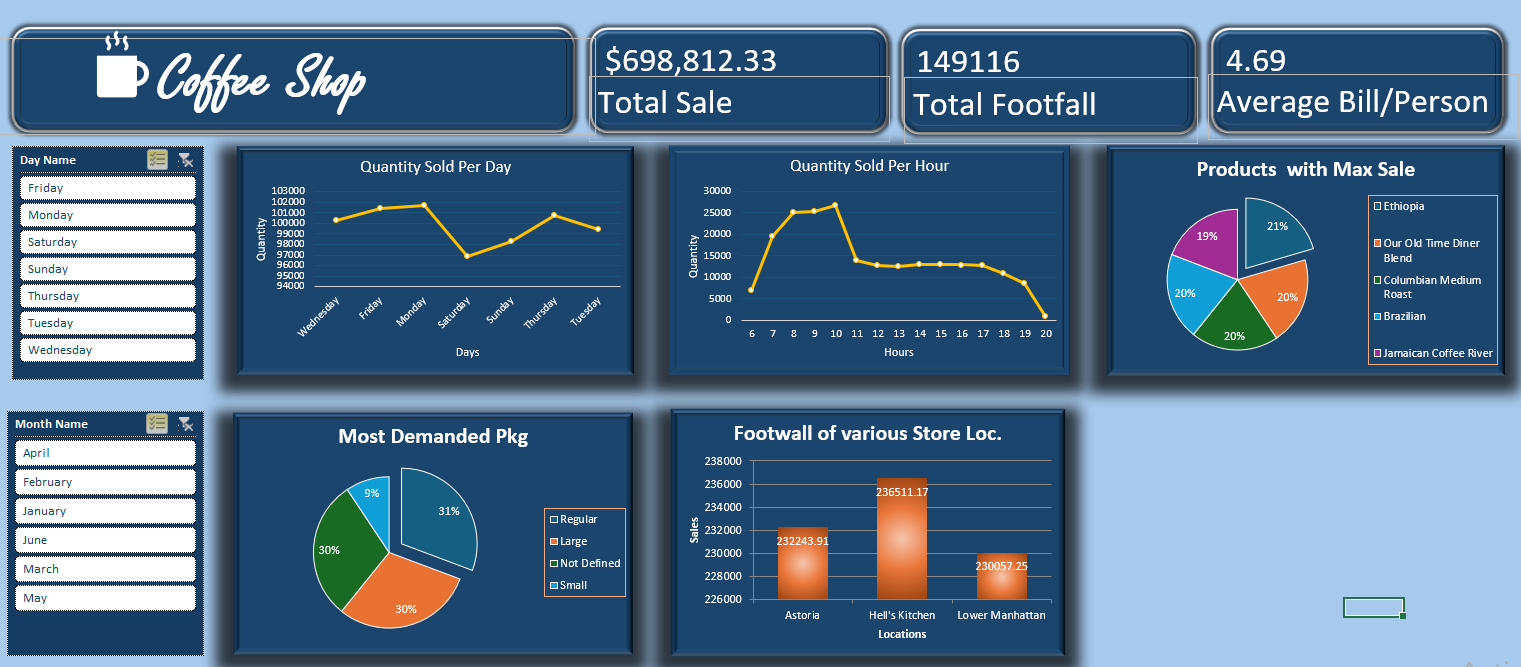 Coffee Shop
$698,812.33
Total Sale
149116
Total Footfall
4.69
Average Bill/Person
Day Name
Friday
Monday
Saturday
Sunday
Thursday
Tuesday
Wednesday
Quantity Sold Per Day
103000
102000
101000
100000
99000
98000
97000
96000
95000
94000
Quantity
Wednesday
Friday
Monday
Saturday
Sunday
Thursday
Tuesday
Days
Quantity Sold Per Hour
30000
25000
20000
15000
10000
5000
0
Quantity
6 7 8 9 10 11 12 13 14 15 16 17 18 19 20
Hours
Products with Max Sale
21%
20%
20%
20%
19%
Ethiopia
Our Old Time Diner
Blend
Columbian Medium
Roast
Brazilian
Jamaican Coffee River
Month Name
April
February
January
June
March
May
Most Demanded Pkg
31%
30%
30%
9%
Regular
Large
Not Defined
Small
Footwall of various Store Loc.
238000
236000
234000
232000
230000
228000
226000
Sales
232243.91
236511.17
230057.25
Astoria
Hell's Kitchen
Lower Manhattan
Locations